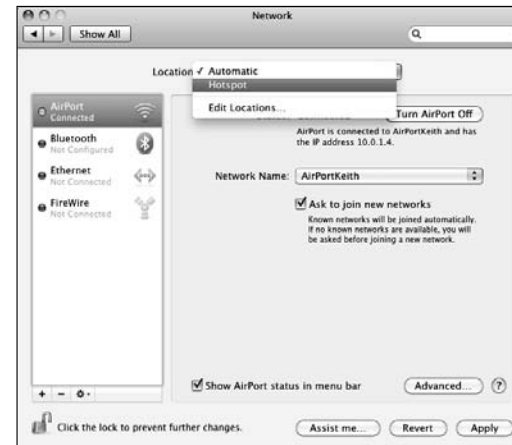 Network
Show All
Location
✓ Automatic
Hotspot
Edit Locations...
AirPort
Connected
Bluetooth
Not Configured
Ethernet
Not Connected
FireWire
Not Connected
Turn AirPort Off
AirPort is connected to AirPortKeith and has
the IP address 10.0.1.4.
Network Name: AirPortKeith
Ask to join new networks
Known networks will be joined automatically.
If no known networks are available, you will
be asked before joining a new network.
Show AirPort status in menu bar
Advanced...
?
Click the lock to prevent further changes.
Assist me...
Revert
Apply